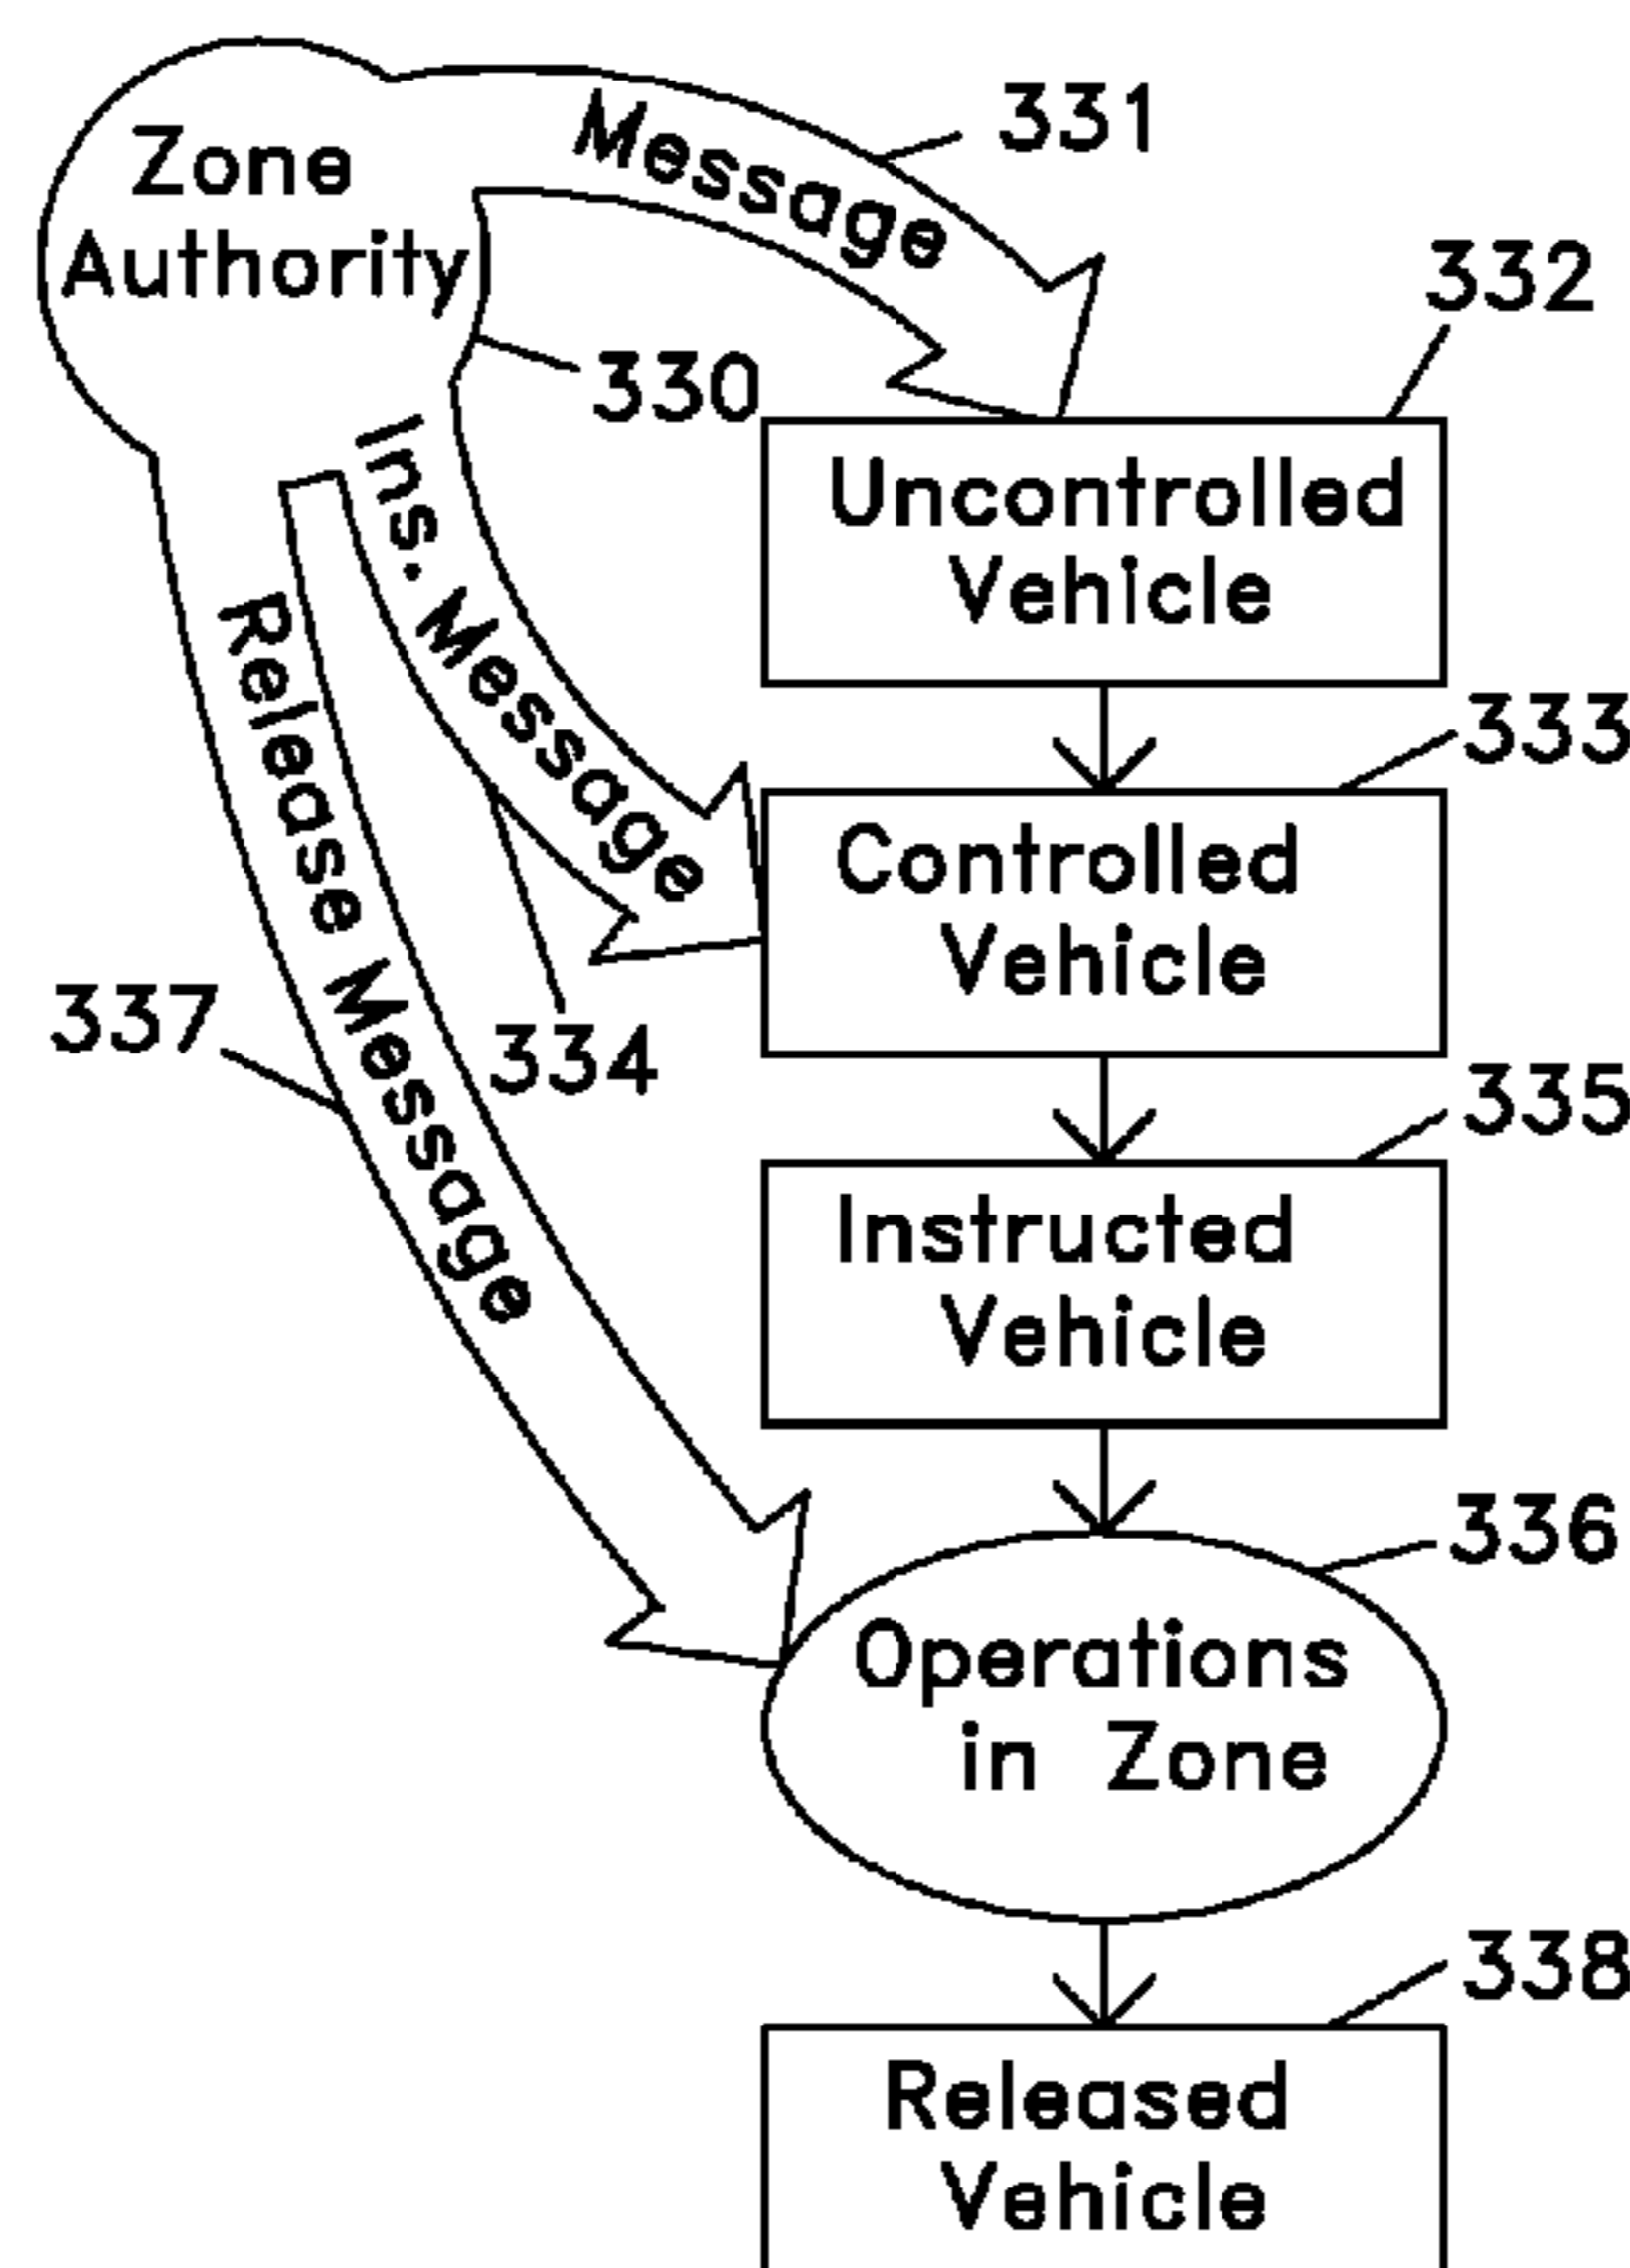 Zone
Authority
Message
331
332
330
Uncontrolled
Vehicle
Ins. Message
333
Controlled
Vehicle
Release Message
337
334
335
Instructed
Vehicle
336
Operations
in Zone
338
Released
Vehicle